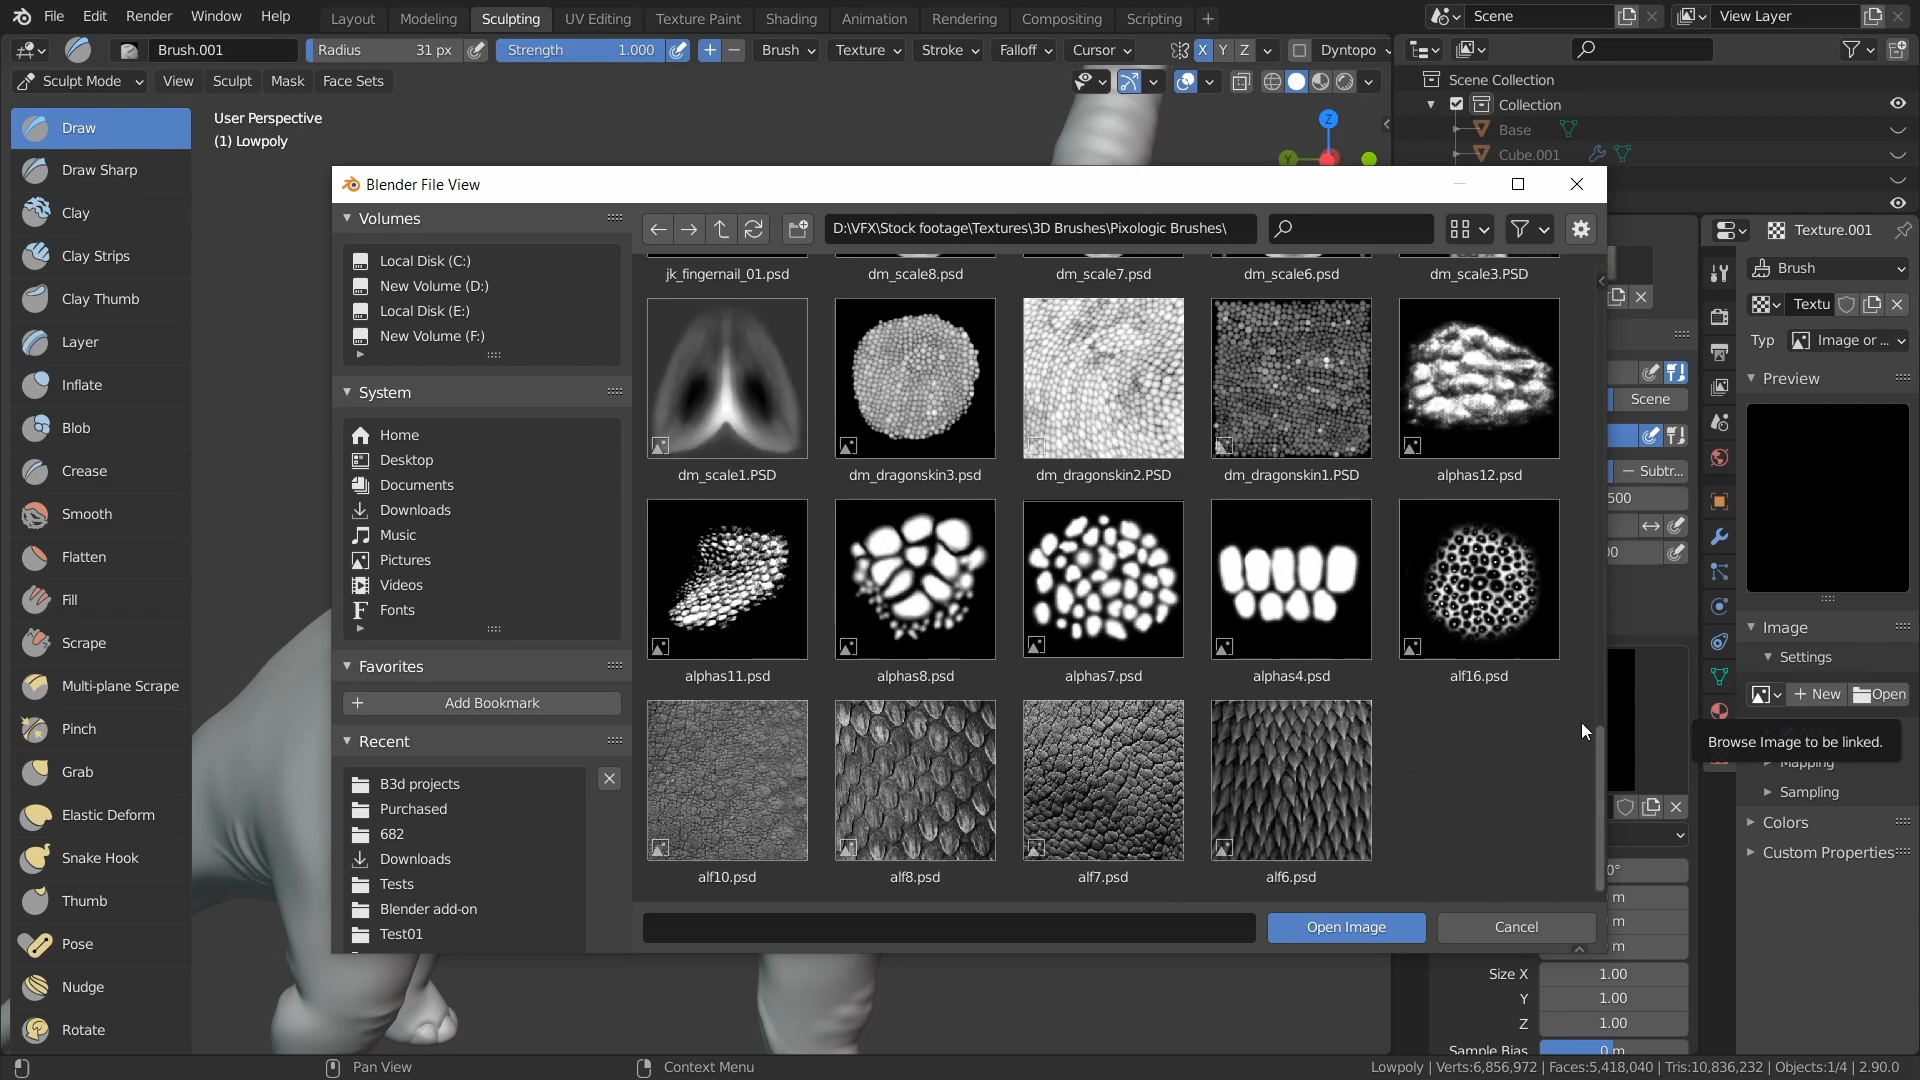 File Edit Render Window Help Layout Modeling Sculpting UV Editing Texture Paint Shading Animation Rendering Compositing Scripting + Scene View Layer
Brush.001 Radius 31 px Strength 1.000 + − Brush Texture Stroke Falloff Cursor X Y Z Dyntopo
Sculpt Mode View Sculpt Mask Face Sets
Scene Collection
Collection
Base
Cube.001
Draw
Draw Sharp
Clay
Clay Strips
Clay Thumb
Layer
Inflate
Blob
Crease
Smooth
Flatten
Fill
Scrape
Multi-plane Scrape
Pinch
Grab
Elastic Deform
Snake Hook
Thumb
Pose
Nudge
Rotate
User Perspective
(1) Lowpoly
Z
Y
Blender File View
Volumes
Local Disk (C:)
New Volume (D:)
Local Disk (E:)
New Volume (F:)
System
Home
Desktop
Documents
Downloads
Music
Pictures
Videos
Fonts
Favorites
+ Add Bookmark
Recent
B3d projects
Purchased
682
Downloads
Tests
Blender add-on
Test01
D:\VFX\Stock footage\Textures\3D Brushes\Pixologic Brushes\
jk_fingernail_01.psd dm_scale8.psd dm_scale7.psd dm_scale6.psd dm_scale3.PSD
dm_scale1.PSD dm_dragonskin3.psd dm_dragonskin2.PSD dm_dragonskin1.PSD alphas12.psd
alphas11.psd alphas8.psd alphas7.psd alphas4.psd alf16.psd
alf10.psd alf8.psd alf7.psd alf6.psd
Open Image Cancel
Scene
Subtr...
500
00
0°
m
m
m
Size X 1.00
Y 1.00
Z 1.00
Sample Bias 0 m
Texture.001
Brush
Textu
Typ Image or ...
Preview
Image
Settings
+ New Open
Browse Image to be linked.
Mapping
Sampling
Colors
Custom Properties
Pan View Context Menu Lowpoly | Verts:6,856,972 | Faces:5,418,040 | Tris:10,836,232 | Objects:1/4 | 2.90.0